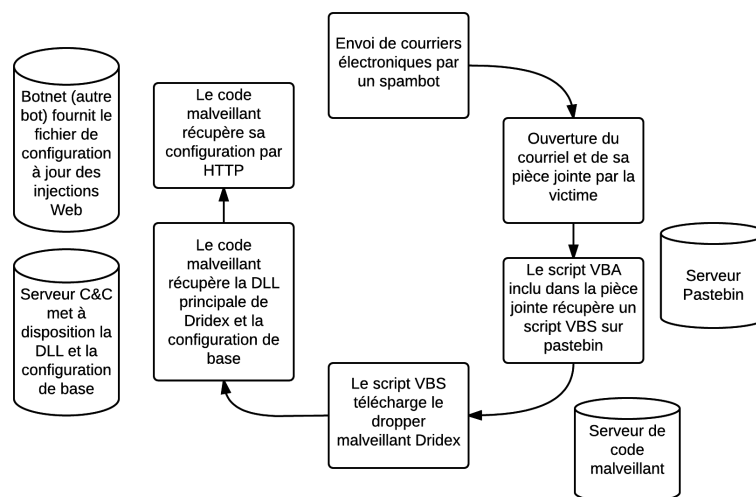 Envoi de courriers
électroniques par
un spambot
Ouverture du
courriel et de sa
pièce jointe par la
victime
Le script VBA
inclu dans la pièce
jointe récupère un
script VBS sur
pastebin
Serveur
Pastebin
Le script VBS
télécharge le
dropper
malveillant Dridex
Serveur de
code
malveillant
Le code
malveillant
récupère la DLL
principale de
Dridex et la
configuration de
base
Serveur C&C
met à
disposition la
DLL et la
configuration
de base
Le code
malveillant
récupère sa
configuration par
HTTP
Botnet (autre
bot) fournit le
fichier de
configuration
à jour des
injections
Web